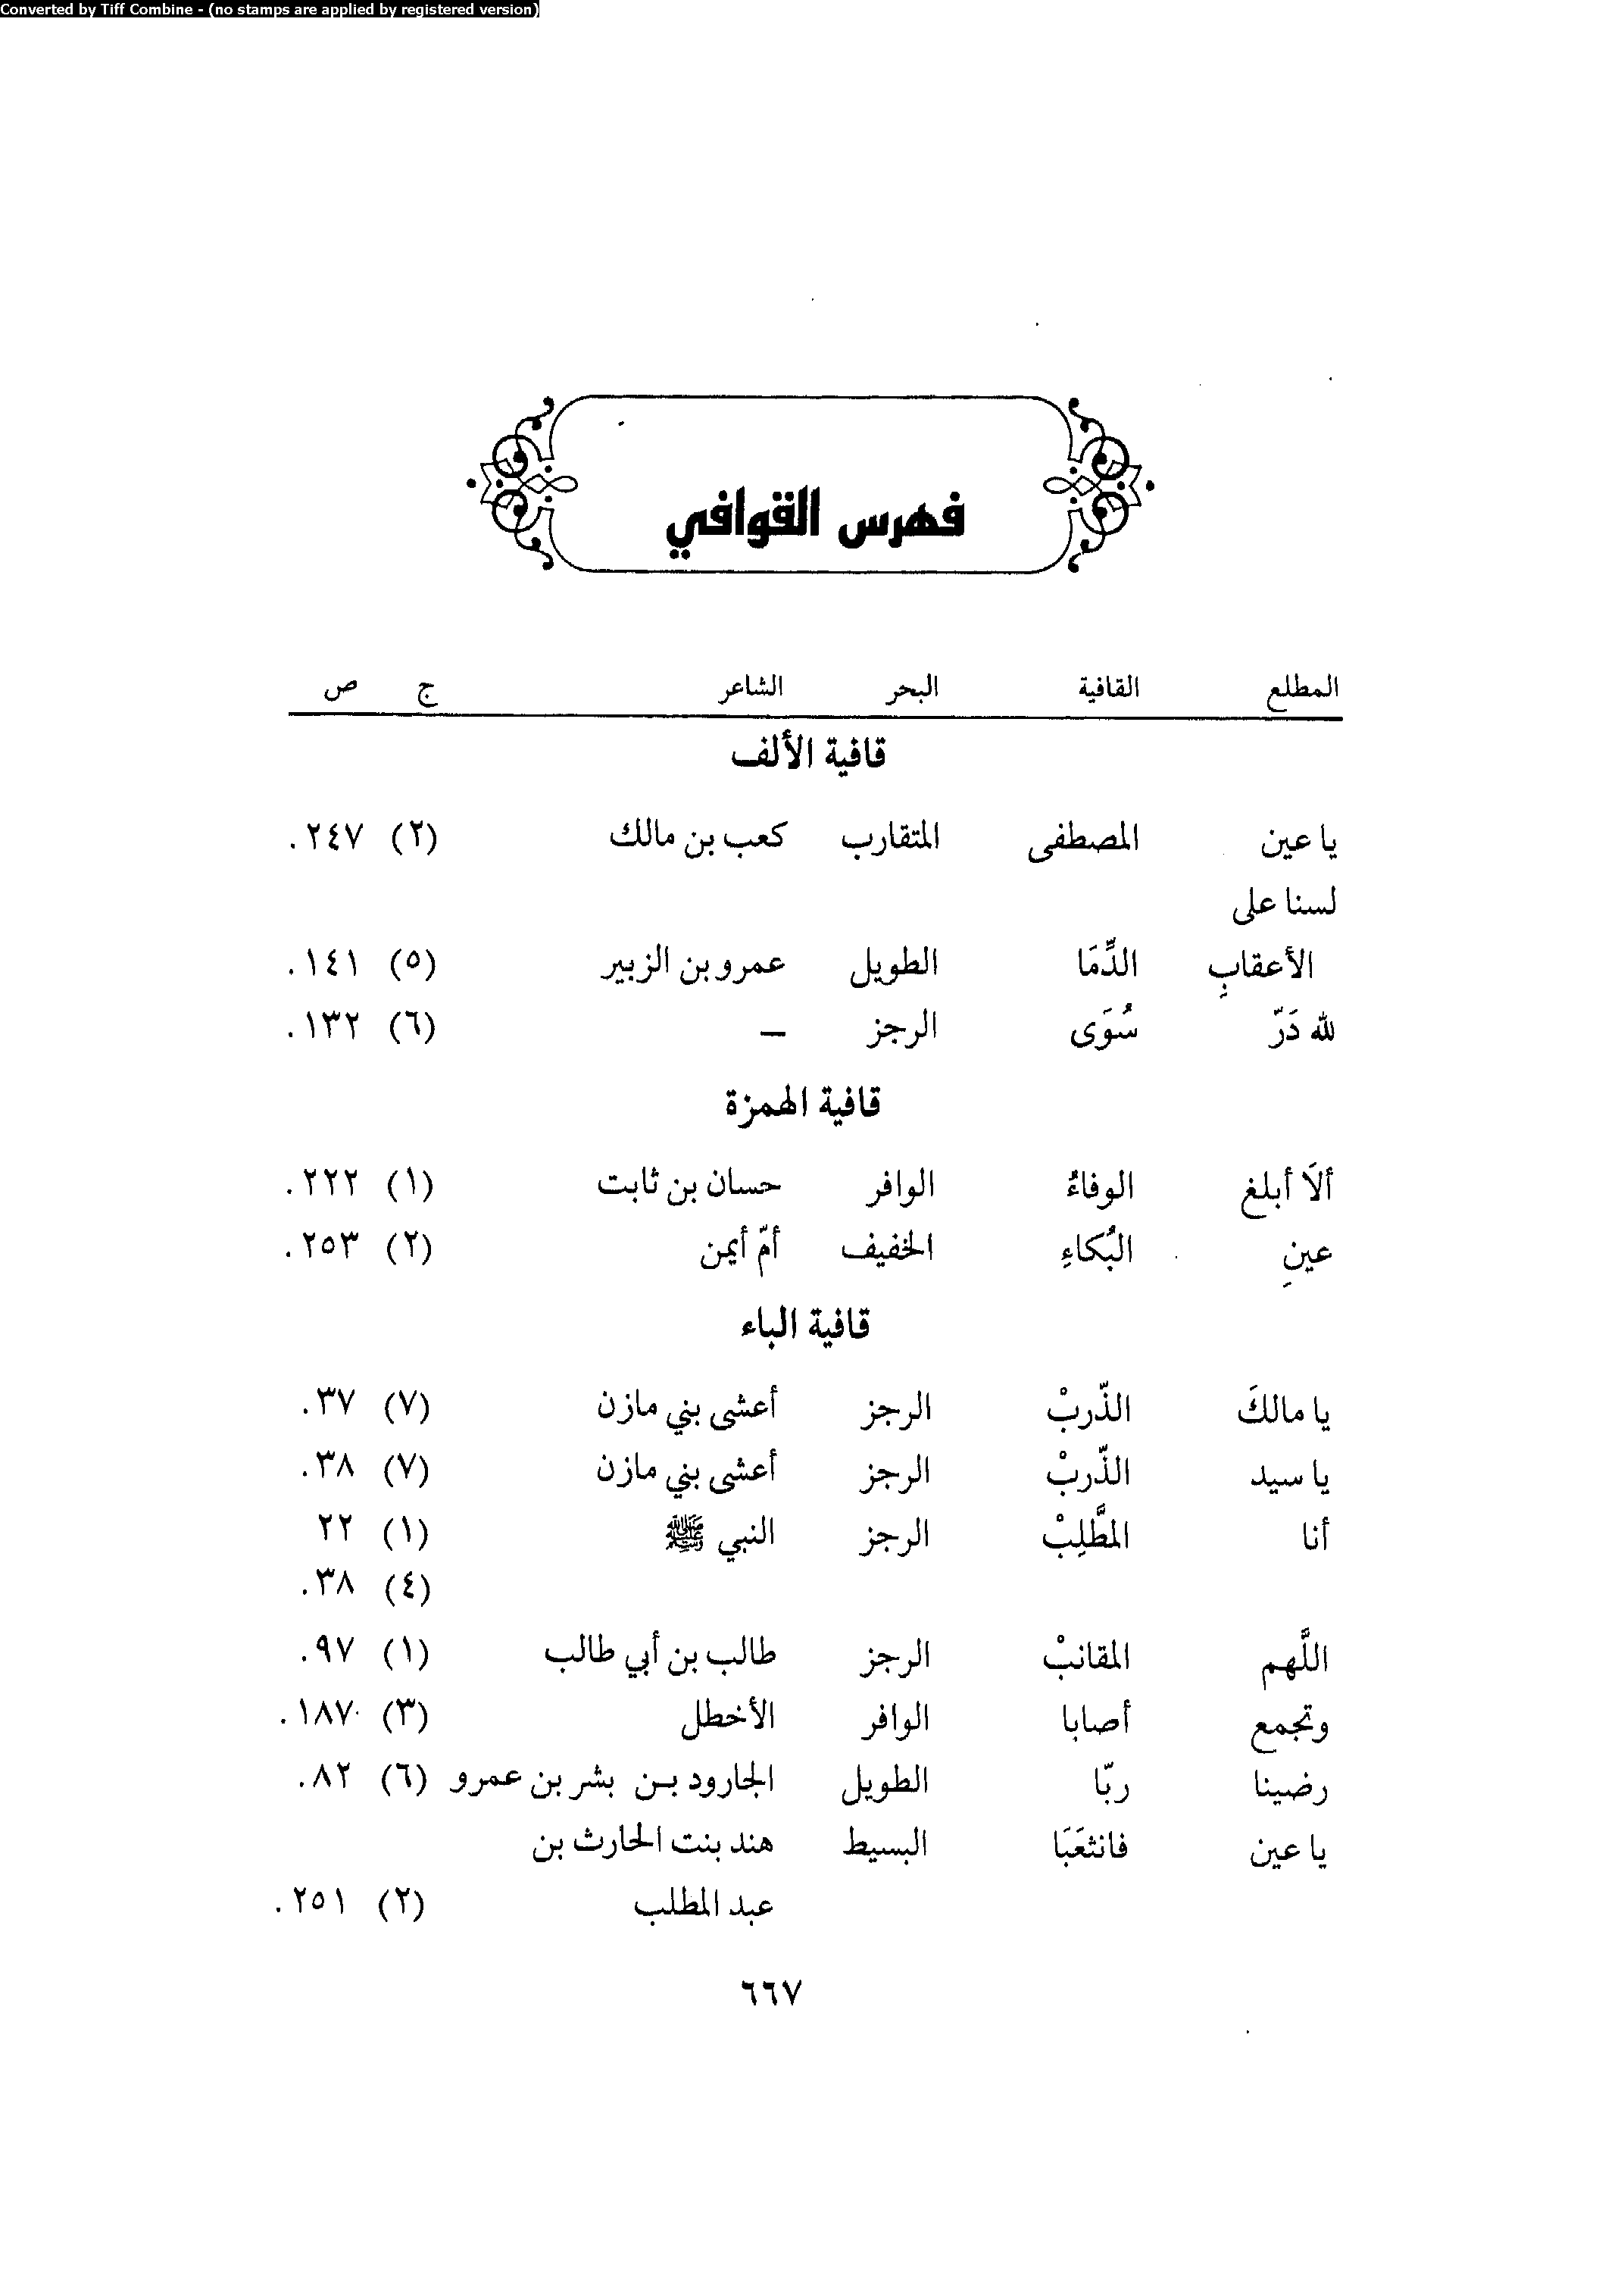 Converted by Tiff Combine - (no stamps are applied by registered version)
فهرس القوافي
المطلع القافية البحر الشاعر ج ص
قافية الألف
يا عين المصطفى المتقارب كعب بن مالك (٢) ٢٤٧.
لسنا على
الأعقابِ الدِّمَا الطويل عمرو بن الزبير (٥) ١٤١.
لله دَرّ سُوَى الرجز – (٦) ١٣٢.
قافية الهمزة
ألَا أبلغ الوفاءُ الوافر حسان بن ثابت (١) ٢٢٢.
عينِ البُكاءِ الخفيف أمّ أيمن (٢) ٢٥٣.
قافية الباء
يا مالكَ الذّربْ الرجز أعشى بني مازن (٧) ٣٧.
يا سيد الذّربْ الرجز أعشى بني مازن (٧) ٣٨.
أنا المطَّلِبْ الرجز النبي ﷺ (١) ٢٢
(٤) ٣٨.
اللَّهم المقانبْ الرجز طالب بن أبي طالب (١) ٩٧.
وتجمع أصابا الوافر الأخطل (٣) ١٨٧.
رضينا ربّا الطويل الجارود بن بشر بن عمرو (٦) ٨٢.
يا عين فانثعَبَا البسيط هند بنت الحارث بن
عبد المطلب (٢) ٢٥١.
٦٦٧